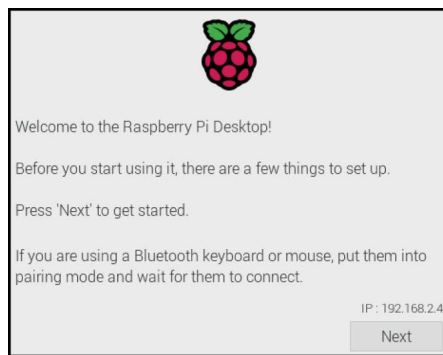 Welcome to the Raspberry Pi Desktop!
Before you start using it, there are a few things to set up.
Press 'Next' to get started.
If you are using a Bluetooth keyboard or mouse, put them into
pairing mode and wait for them to connect.
IP : 192.168.2.4
Next